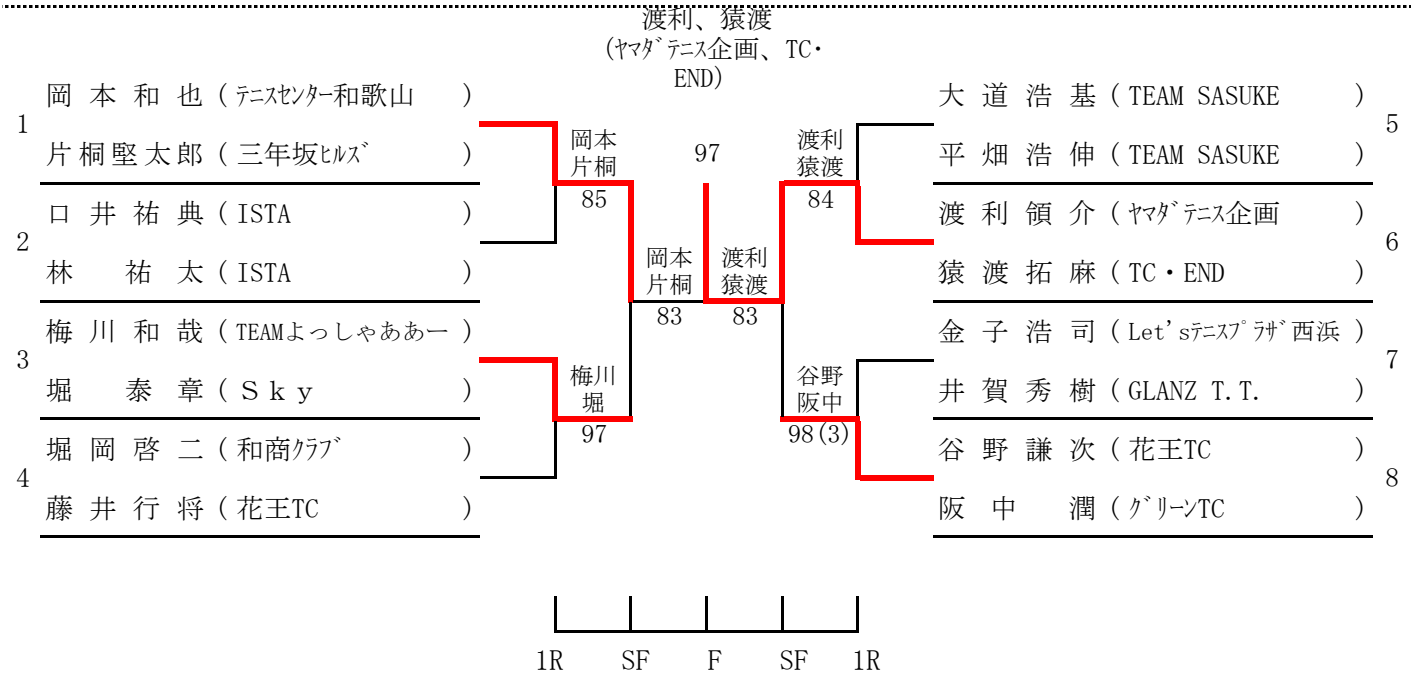 渡利、猿渡
(ﾔﾏﾀﾞﾃﾆｽ企画、TC・
END)
1
岡本和也(ﾃﾆｽｾﾝﾀｰ和歌山)
片桐堅太郎(三年坂ﾋﾙｽﾞ)
2
口井祐典(ISTA)
林祐太(ISTA)
3
梅川和哉(TEAMよっしゃああー)
堀泰章(Ｓｋｙ)
4
堀岡啓二(和商ｸﾗﾌﾞ)
藤井行将(花王TC)
岡本
片桐
85
梅川
堀
97
岡本
片桐
83
97
渡利
猿渡
83
渡利
猿渡
84
谷野
阪中
98(3)
大道浩基(TEAM SASUKE)
平畑浩伸(TEAM SASUKE)
5
渡利領介(ﾔﾏﾀﾞﾃﾆｽ企画)
猿渡拓麻(TC・END)
6
金子浩司(Let'sﾃﾆｽﾌﾟﾗｻﾞ西浜)
井賀秀樹(GLANZ T.T.)
7
谷野謙次(花王TC)
阪中潤(ｸﾞﾘｰﾝTC)
8
1R SF F SF 1R